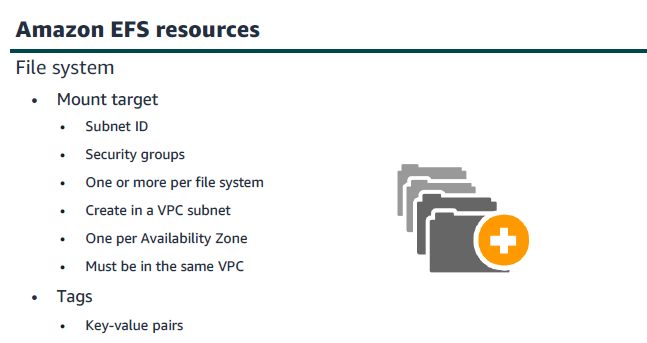 Amazon EFS resources
File system
• Mount target
• Subnet ID
• Security groups
• One or more per file system
• Create in a VPC subnet
• One per Availability Zone
• Must be in the same VPC
• Tags
• Key-value pairs